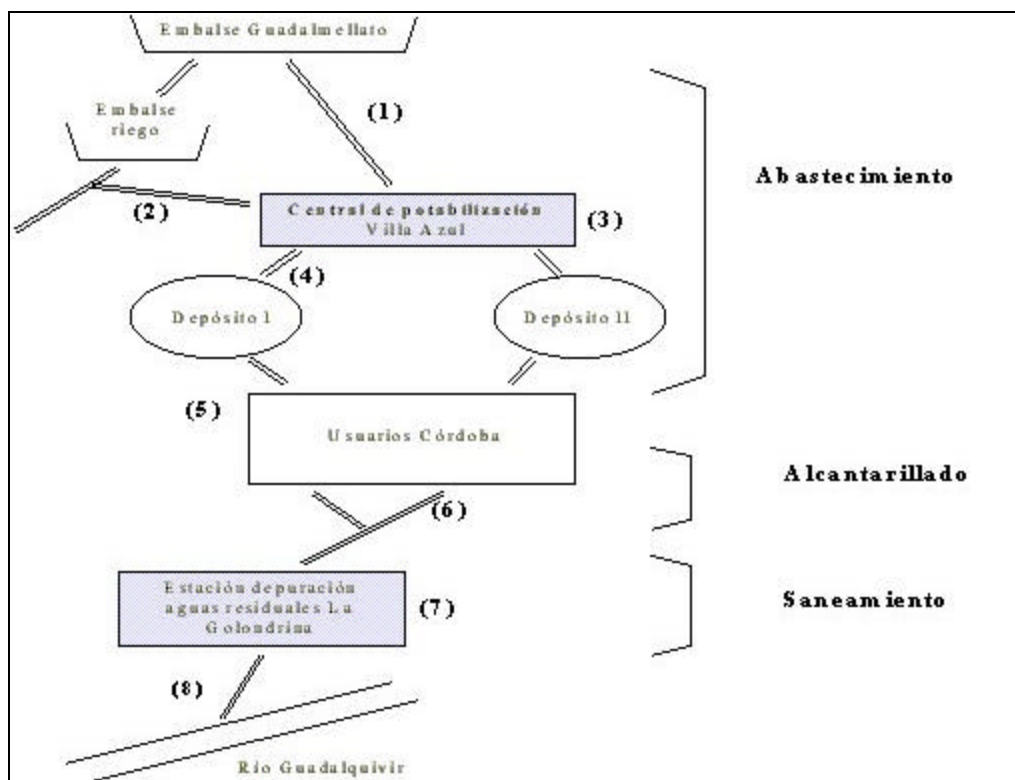 Embalse Guadalmellato
Embalse
riego
(1)
Abastecimiento
(2)
Central de potabilización
Villa Azul
(3)
(4)
Depósito I
Depósito II
(5)
Usuarios Córdoba
Alcantarillado
(6)
Estación depuración
aguas residuales La
Golondrina
(7)
Saneamiento
(8)
Río Guadalquivir